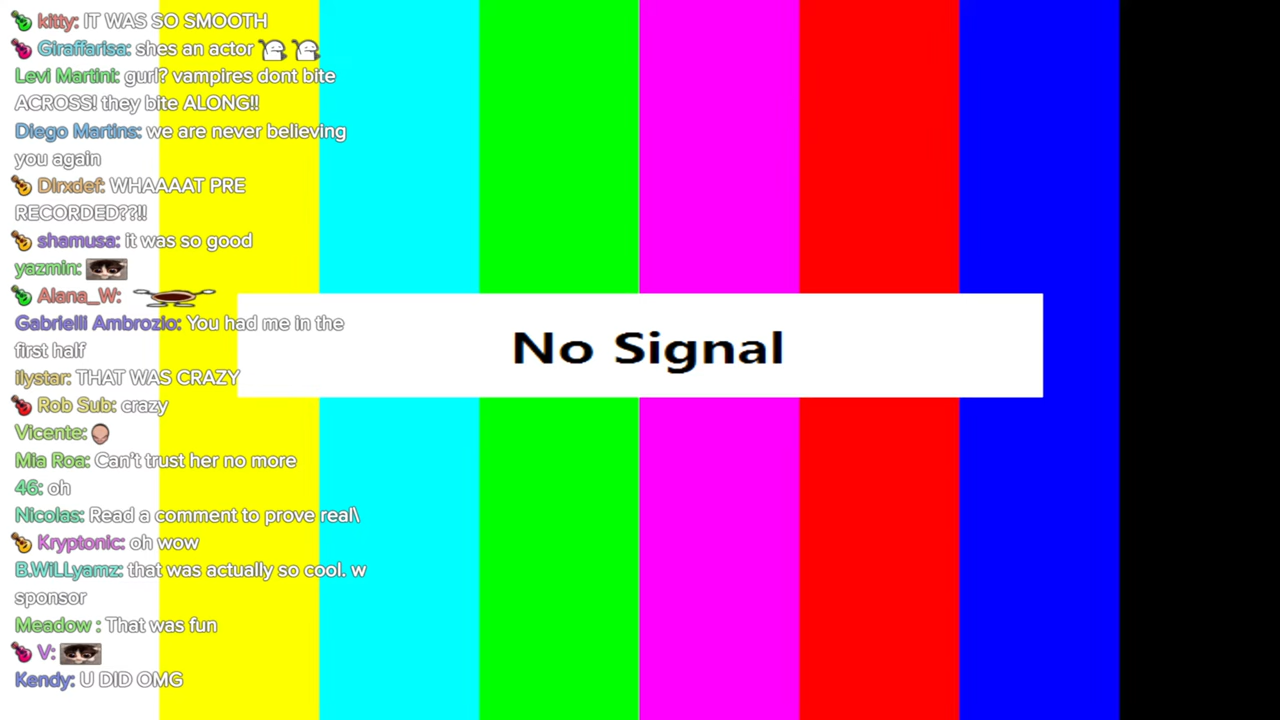 kitty: IT WAS SO SMOOTH
Giraffarisa: shes an actor
Levi Martini: gurl? vampires dont bite
ACROSS! they bite ALONG!!
Diego Martins: we are never believing
you again
Dlrxdef: WHAAAAT PRE
RECORDED??!!
shamusa: it was so good
yazmin:
Alana_W:
Gabrielli Ambrozio: You had me in the
first half
ilystar: THAT WAS CRAZY
Rob Sub: crazy
Vicente:
Mia Roa: Can't trust her no more
46: oh
Nicolas: Read a comment to prove real\
Kryptonic: oh wow
B.WiLLyamz: that was actually so cool. w
sponsor
Meadow : That was fun
V:
Kendy: U DID OMG
No Signal